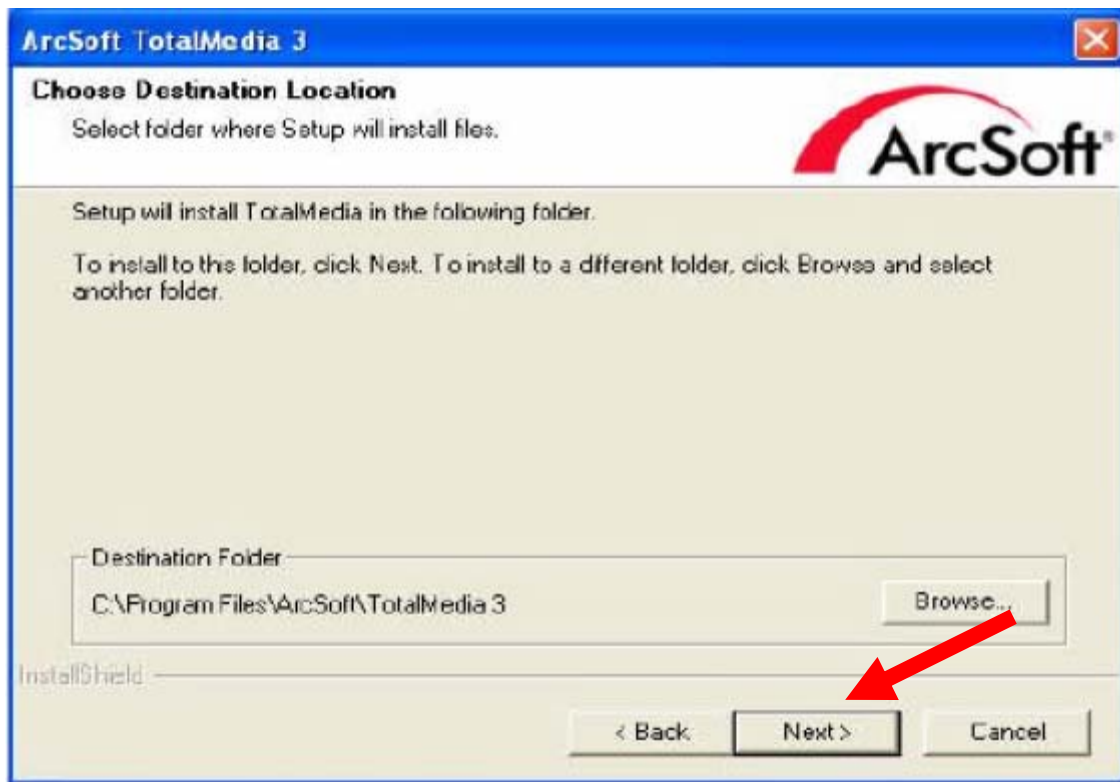 ArcSoft TotalMedia 3
Choose Destination Location
Select folder where Setup will install files.
ArcSoft®
Setup will install TotalMedia in the following folder.
To install to this folder, click Next. To install to a different folder, click Browse and select
another folder.
Destination Folder
C:\Program Files\ArcSoft\TotalMedia 3
Browse...
InstallShield
< Back
Next >
Cancel